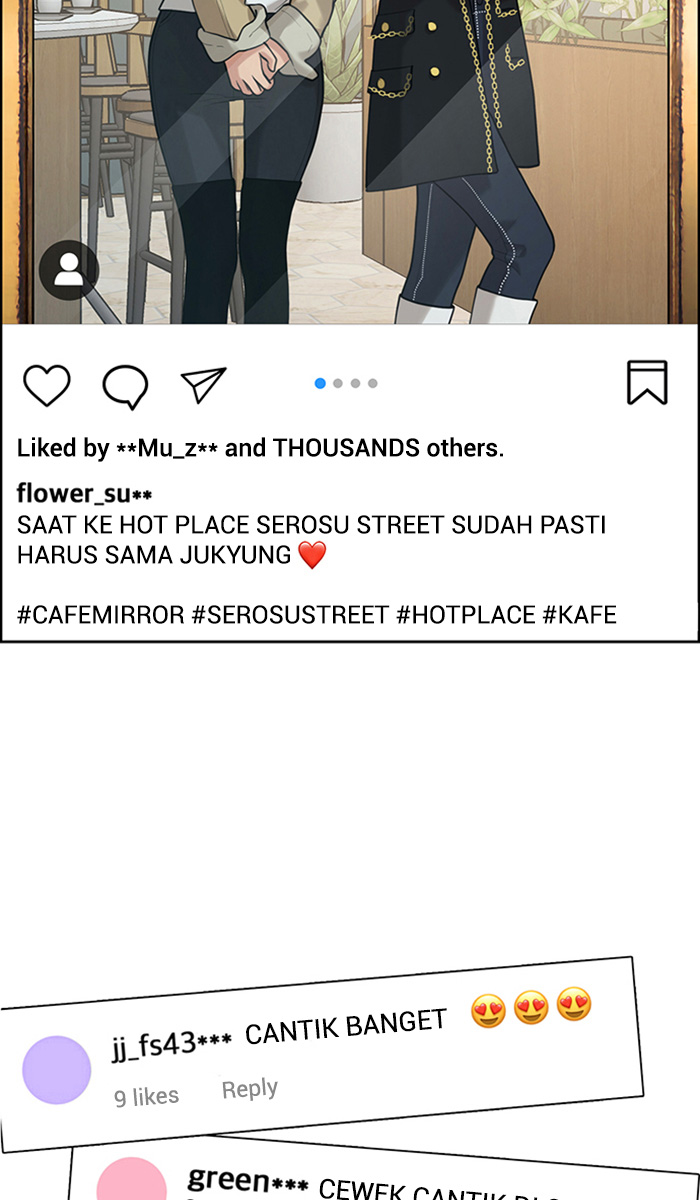 Liked by **Mu_z** and THOUSANDS others.
flower_su**
SAAT KE HOT PLACE SEROSU STREET SUDAH PASTI
HARUS SAMA JUKYUNG ❤️
#CAFEMIRROR #SEROSUSTREET #HOTPLACE #KAFE
jj_fs43*** CANTIK BANGET 😍😍😍
9 likes Reply
green*** CEWEK CANTIK